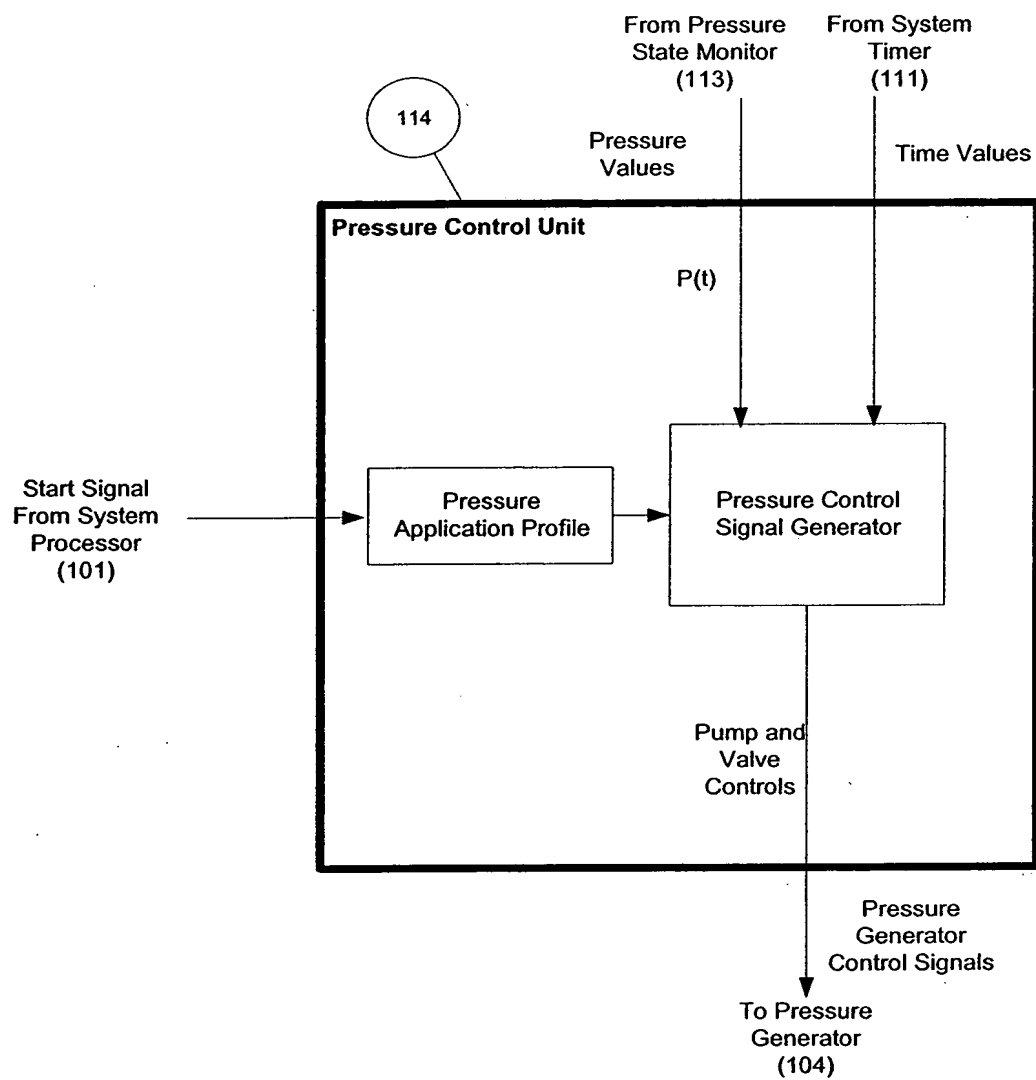 From Pressure
State Monitor
(113)
From System
Timer
(111)
114
Pressure
Values
Time Values
Pressure Control Unit
P(t)
Start Signal
From System
Processor
(101)
Pressure
Application Profile
Pressure Control
Signal Generator
Pump and
Valve
Controls
Pressure
Generator
Control Signals
To Pressure
Generator
(104)